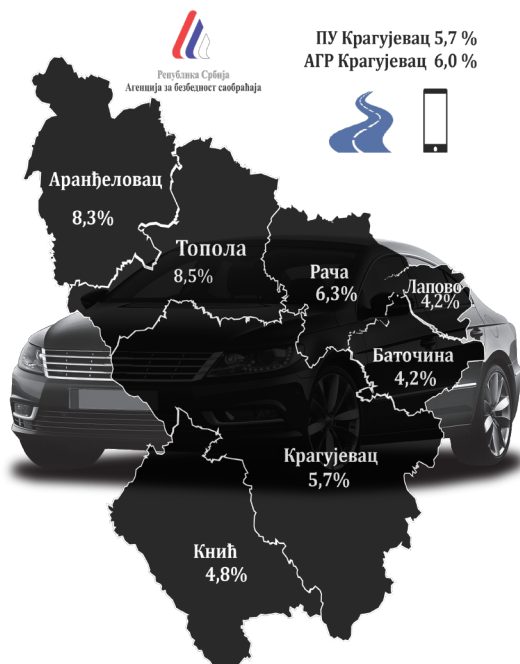 Република Србија
Агенција за безбедност саобраћаја
ПУ Крагујевац 5,7 %
АГР Крагујевац 6,0 %
Аранђеловац
8,3%
Топола
8,5%
Рача
6,3%
Лапово
4,2%
Баточина
4,2%
Крагујевац
5,7%
Кнић
4,8%